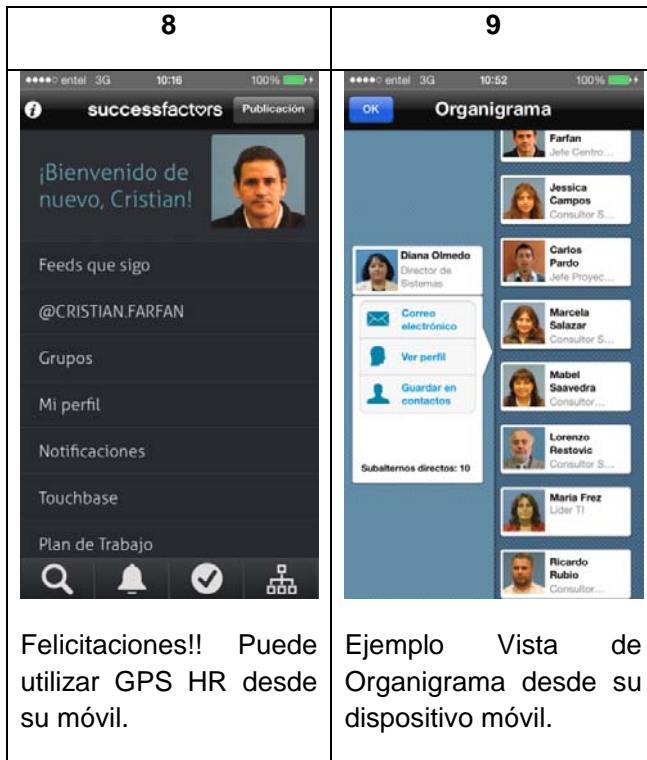 8
9
entel 3G 10:16 100%
successfactors Publicación
¡Bienvenido de
nuevo, Cristian!
Feeds que sigo
@CRISTIAN.FARFAN
Grupos
Mi perfil
Notificaciones
Touchbase
Plan de Trabajo
entel 3G 10:52 100%
OK Organigrama
Diana Olmedo
Director de
Sistemas
Correo
electrónico
Ver perfil
Guardar en
contactos
Subalternos directos: 10
Farfan
Jefe Centro...
Jessica
Campos
Consultor S...
Carlos
Pardo
Jefe Proyec...
Marcela
Salazar
Consultor S...
Mabel
Saavedra
Consultor...
Lorenzo
Restovic
Consultor S...
Maria Frez
Lider TI
Ricardo
Rubio
Consultor...
Felicitaciones!! Puede
utilizar GPS HR desde
su móvil.
Ejemplo Vista de
Organigrama desde su
dispositivo móvil.